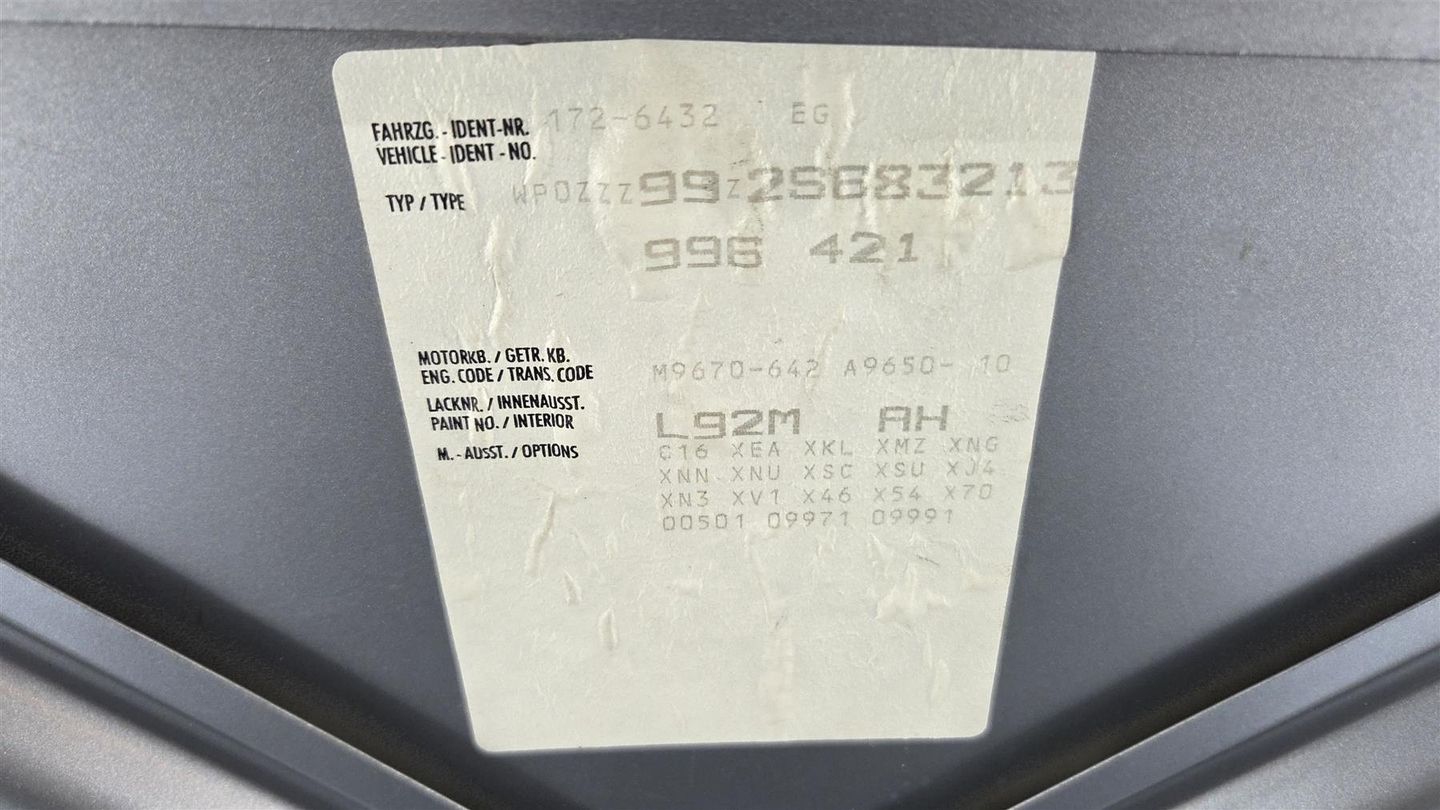 172-6432 EG
FAHRZG. - IDENT-NR.
VEHICLE - IDENT - NO.
WP0ZZZ99 Z2S683213
TYP / TYPE
996 421
MOTORKB. / GETR. KB.
ENG. CODE / TRANS. CODE
M9670-642 A9650- 10
LACKNR. / INNENAUSST.
PAINT NO. / INTERIOR
L92M AH
M. - AUSST. / OPTIONS
C16 XEA XKL XMZ XNG
XNN XNU XSC XSU XJ4
XN3 XV1 X46 X54 X70
00501 09971 09991